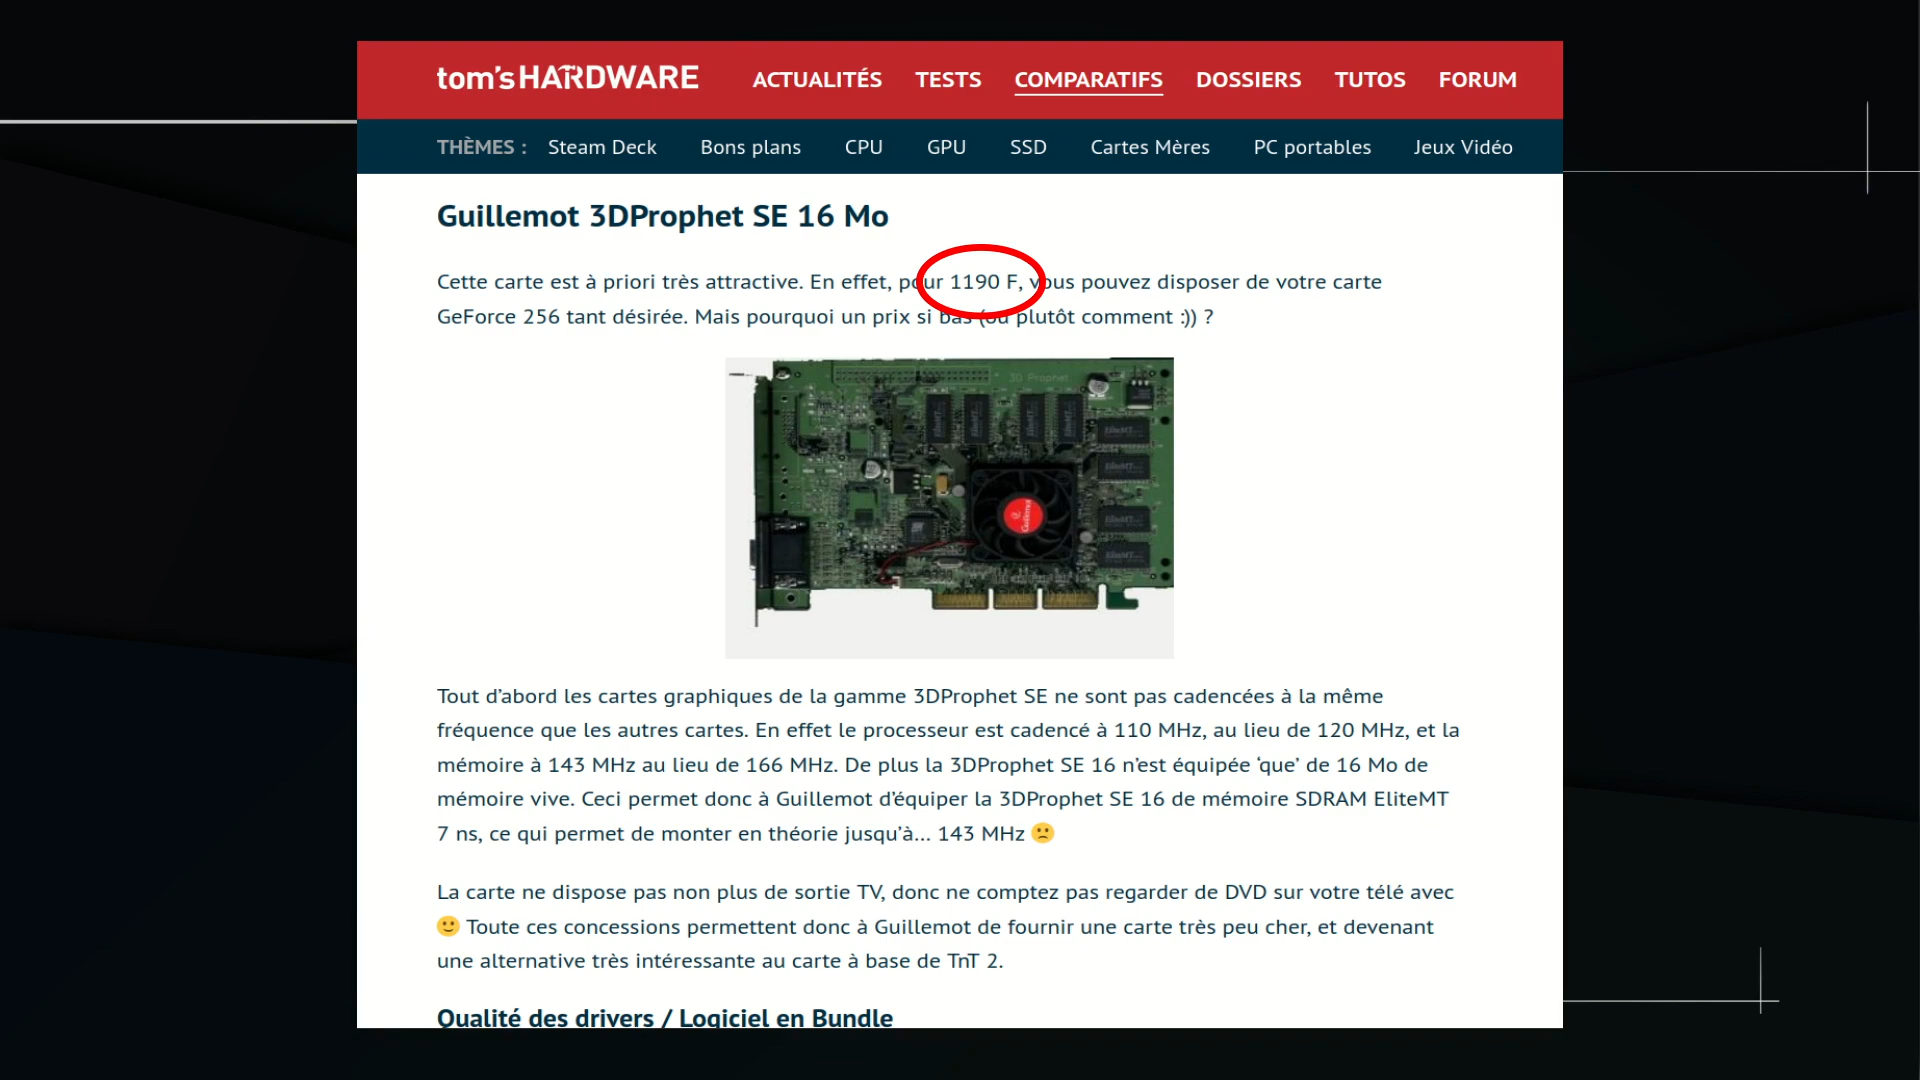 tom's HARDWARE ACTUALITÉS TESTS COMPARATIFS DOSSIERS TUTOS FORUM
THÈMES : Steam Deck Bons plans CPU GPU SSD Cartes Mères PC portables Jeux Vidéo
Guillemot 3DProphet SE 16 Mo
Cette carte est à priori très attractive. En effet, pour 1190 F, vous pouvez disposer de votre carte
GeForce 256 tant désirée. Mais pourquoi un prix si bas (ou plutôt comment :)) ?
3D Prophet
Guillemot
EliteMT
EliteMT
EliteMT
EliteMT
Tout d’abord les cartes graphiques de la gamme 3DProphet SE ne sont pas cadencées à la même
fréquence que les autres cartes. En effet le processeur est cadencé à 110 MHz, au lieu de 120 MHz, et la
mémoire à 143 MHz au lieu de 166 MHz. De plus la 3DProphet SE 16 n’est équipée ‘que’ de 16 Mo de
mémoire vive. Ceci permet donc à Guillemot d’équiper la 3DProphet SE 16 de mémoire SDRAM EliteMT
7 ns, ce qui permet de monter en théorie jusqu’à… 143 MHz 🙁
La carte ne dispose pas non plus de sortie TV, donc ne comptez pas regarder de DVD sur votre télé avec
🙂 Toute ces concessions permettent donc à Guillemot de fournir une carte très peu cher, et devenant
une alternative très intéressante au carte à base de TnT 2.
Qualité des drivers / Logiciel en Bundle